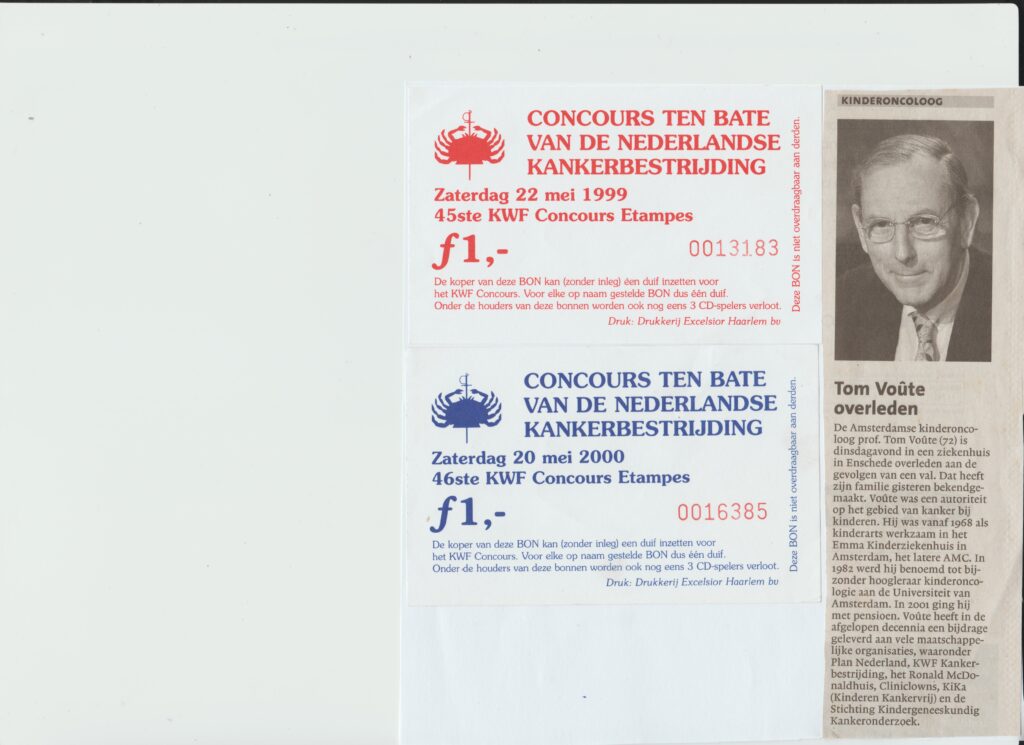 CONCOURS TEN BATE
VAN DE NEDERLANDSE
KANKERBESTRIJDING
Zaterdag 22 mei 1999
45ste KWF Concours Etampes
ƒ1,-
0013183
De koper van deze BON kan (zonder inleg) één duif inzetten voor
het KWF Concours. Voor elke op naam gestelde BON dus één duif.
Onder de houders van deze bonnen worden ook nog eens 3 CD-spelers verloot.
Druk: Drukkerij Excelsior Haarlem bv
Deze BON is niet overdraagbaar aan derden.
CONCOURS TEN BATE
VAN DE NEDERLANDSE
KANKERBESTRIJDING
Zaterdag 20 mei 2000
46ste KWF Concours Etampes
ƒ1,-
0016385
De koper van deze BON kan (zonder inleg) een duif inzetten voor
het KWF Concours. Voor elke op naam gestelde BON dus één duif.
Onder de houders van deze bonnen worden ook nog eens 3 CD-spelers verloot.
Druk: Drukkerij Excelsior Haarlem bv
Deze BON is niet overdraagbaar aan derden.
KINDERONCOLOOG
Tom Voûte
overleden
De Amsterdamse kinderonco-
loog prof. Tom Voûte (72) is
dinsdagavond in een ziekenhuis
in Enschede overleden aan de
gevolgen van een val. Dat heeft
zijn familie gisteren bekendge-
maakt. Voûte was een autoriteit
op het gebied van kanker bij
kinderen. Hij was vanaf 1968 als
kinderarts werkzaam in het
Emma Kinderziekenhuis in
Amsterdam, het latere AMC. In
1982 werd hij benoemd tot bij-
zonder hoogleraar kinderonco-
logie aan de Universiteit van
Amsterdam. In 2001 ging hij
met pensioen. Voûte heeft in de
afgelopen decennia een bijdrage
geleverd aan vele maatschappe-
lijke organisaties, waaronder
Plan Nederland, KWF Kanker-
bestrijding, het Ronald McDo-
naldhuis, Cliniclowns, KiKa
(Kinderen Kankervrij) en de
Stichting Kindergeneeskundig
Kankeronderzoek.